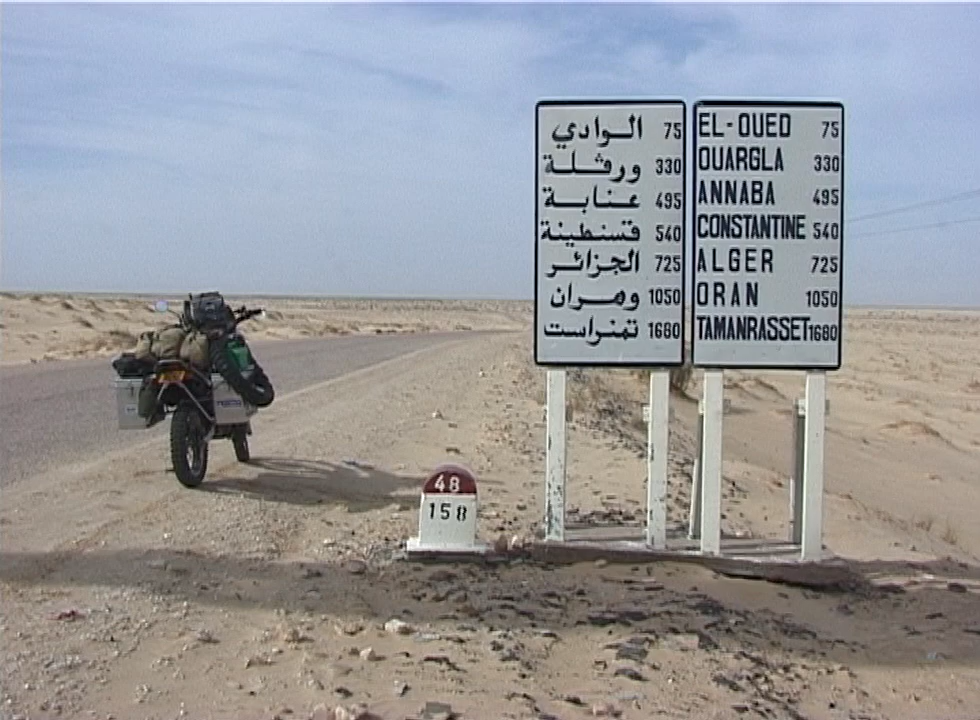 الوادي 75
ورقلة 330
عنابة 495
قسنطينة 540
الجزائر 725
وهران 1050
تمنراست 1680
EL-OUED 75
OUARGLA 330
ANNABA 495
CONSTANTINE 540
ALGER 725
ORAN 1050
TAMANRASSET 1680
48
158